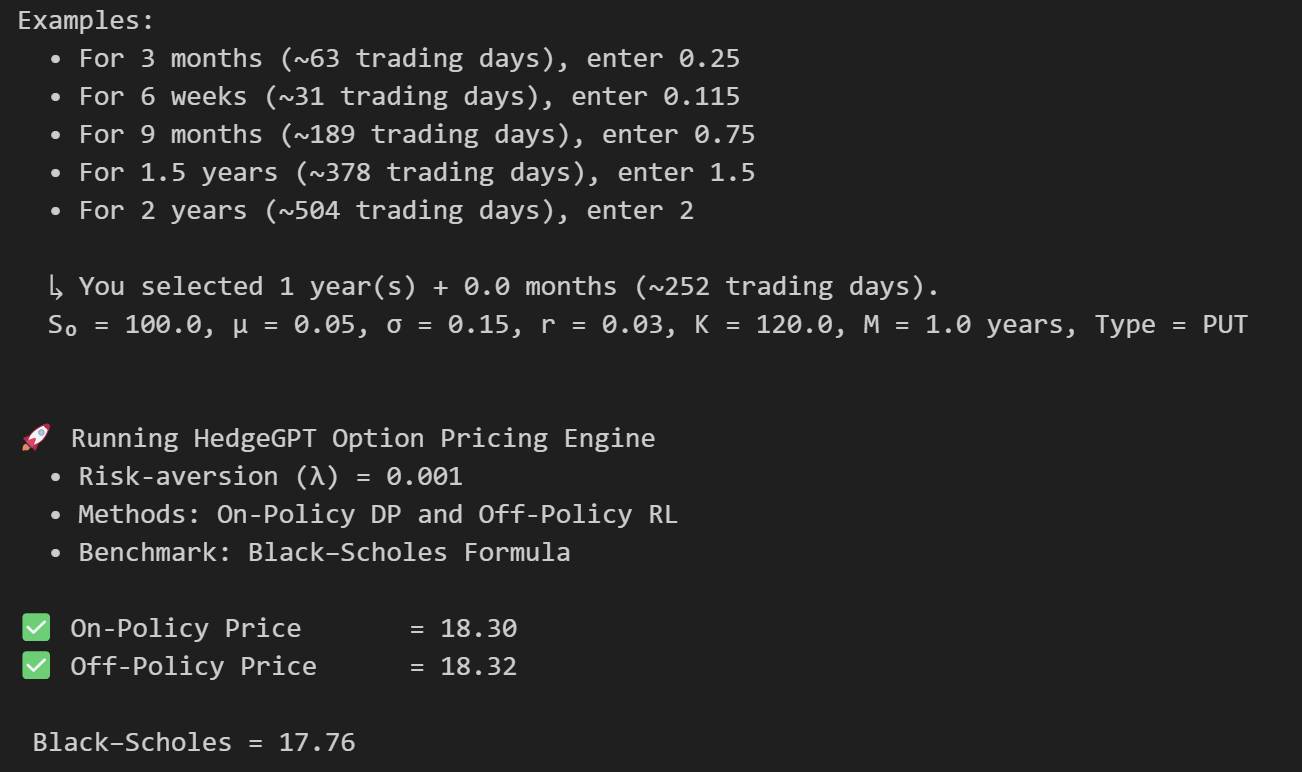 Examples:
• For 3 months (~63 trading days), enter 0.25
• For 6 weeks (~31 trading days), enter 0.115
• For 9 months (~189 trading days), enter 0.75
• For 1.5 years (~378 trading days), enter 1.5
• For 2 years (~504 trading days), enter 2
↳ You selected 1 year(s) + 0.0 months (~252 trading days).
S₀ = 100.0, μ = 0.05, σ = 0.15, r = 0.03, K = 120.0, M = 1.0 years, Type = PUT
🚀 Running HedgeGPT Option Pricing Engine
• Risk-aversion (λ) = 0.001
• Methods: On-Policy DP and Off-Policy RL
• Benchmark: Black–Scholes Formula
✅ On-Policy Price = 18.30
✅ Off-Policy Price = 18.32
Black–Scholes = 17.76